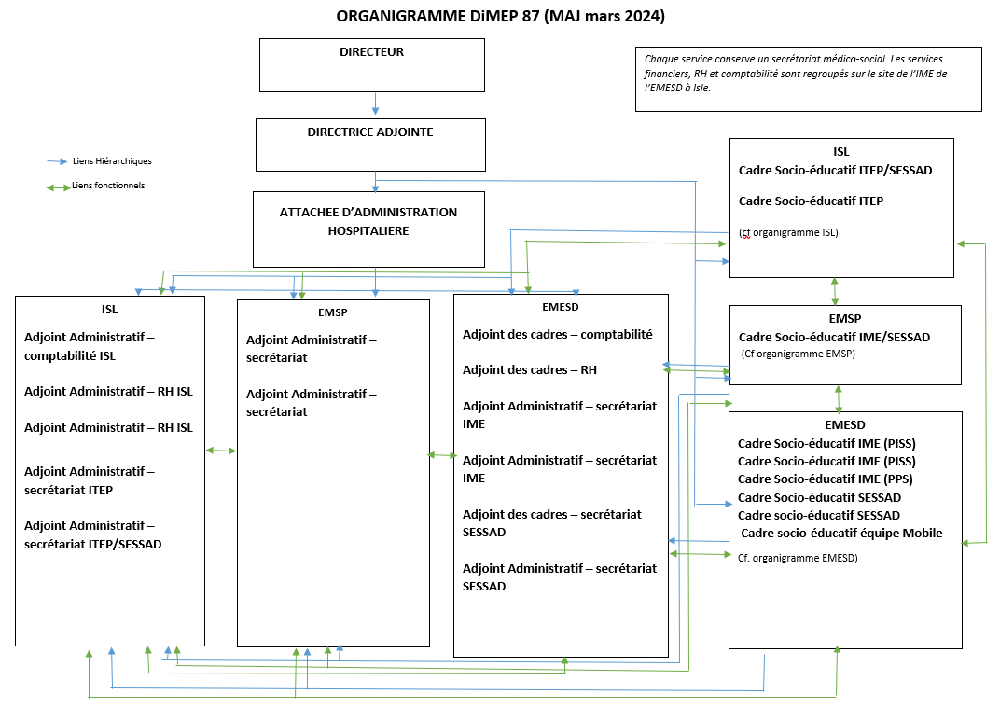 ORGANIGRAMME DiMEP 87 (MAJ mars 2024)
DIRECTEUR
Chaque service conserve un secrétariat médico-social. Les services
financiers, RH et comptabilité sont regroupés sur le site de l’IME de
l’EMESD à Isle.
DIRECTRICE ADJOINTE
Liens Hiérarchiques
Liens fonctionnels
ATTACHEE D’ADMINISTRATION
HOSPITALIERE
ISL
Cadre Socio-éducatif ITEP/SESSAD
Cadre Socio-éducatif ITEP
(cf organigramme ISL)
ISL
Adjoint Administratif –
comptabilité ISL
Adjoint Administratif – RH ISL
Adjoint Administratif – RH ISL
Adjoint Administratif –
secrétariat ITEP
Adjoint Administratif –
secrétariat ITEP/SESSAD
EMSP
Adjoint Administratif –
secrétariat
Adjoint Administratif –
secrétariat
EMESD
Adjoint des cadres – comptabilité
Adjoint des cadres – RH
Adjoint Administratif – secrétariat
IME
Adjoint Administratif – secrétariat
IME
Adjoint des cadres – secrétariat
SESSAD
Adjoint Administratif – secrétariat
SESSAD
EMSP
Cadre Socio-éducatif IME/SESSAD
(Cf organigramme EMSP)
EMESD
Cadre Socio-éducatif IME (PISS)
Cadre Socio-éducatif IME (PISS)
Cadre Socio-éducatif IME (PPS)
Cadre Socio-éducatif SESSAD
Cadre socio-éducatif SESSAD
Cadre socio-éducatif équipe Mobile
Cf. organigramme EMESD)